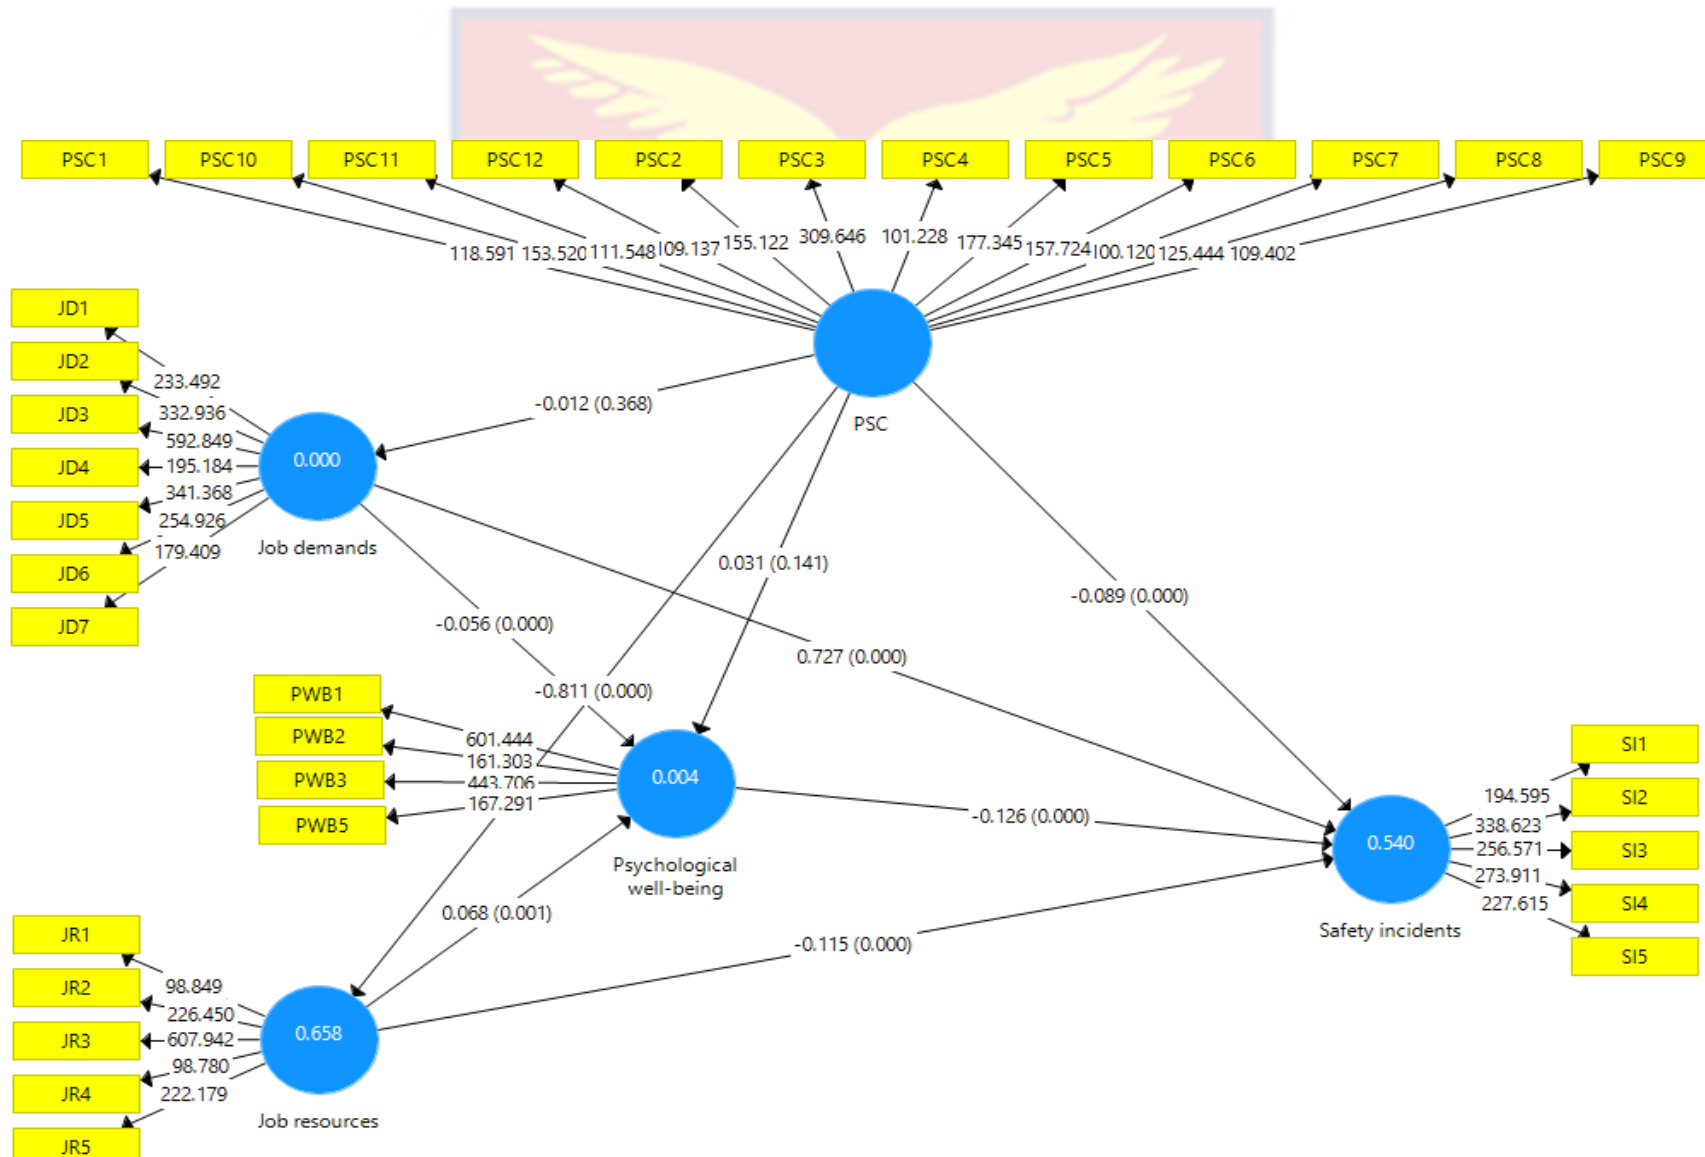 PSC1 PSC10 PSC11 PSC12 PSC2 PSC3 PSC4 PSC5 PSC6 PSC7 PSC8 PSC9
118.591 153.520 111.548 109.137 155.122 309.646 101.228 177.345 157.724 100.120 125.444 109.402
PSC
JD1
JD2
JD3
JD4
JD5
JD6
JD7
233.492
332.936
592.849
195.184
341.368
254.926
179.409
0.000
Job demands
-0.012 (0.368)
0.031 (0.141)
-0.089 (0.000)
-0.056 (0.000)
0.727 (0.000)
-0.811 (0.000)
PWB1
PWB2
PWB3
PWB5
601.444
161.303
443.706
167.291
0.004
Psychological
well-being
-0.126 (0.000)
0.068 (0.001)
-0.115 (0.000)
0.540
Safety incidents
194.595
338.623
256.571
273.911
227.615
SI1
SI2
SI3
SI4
SI5
JR1
JR2
JR3
JR4
JR5
98.849
226.450
607.942
98.780
222.179
0.658
Job resources